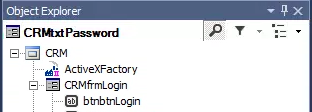 Object Explorer
CRMtxtPassword
CRM
ActiveXFactory
CRMfrmLogin
btnbtnLogin